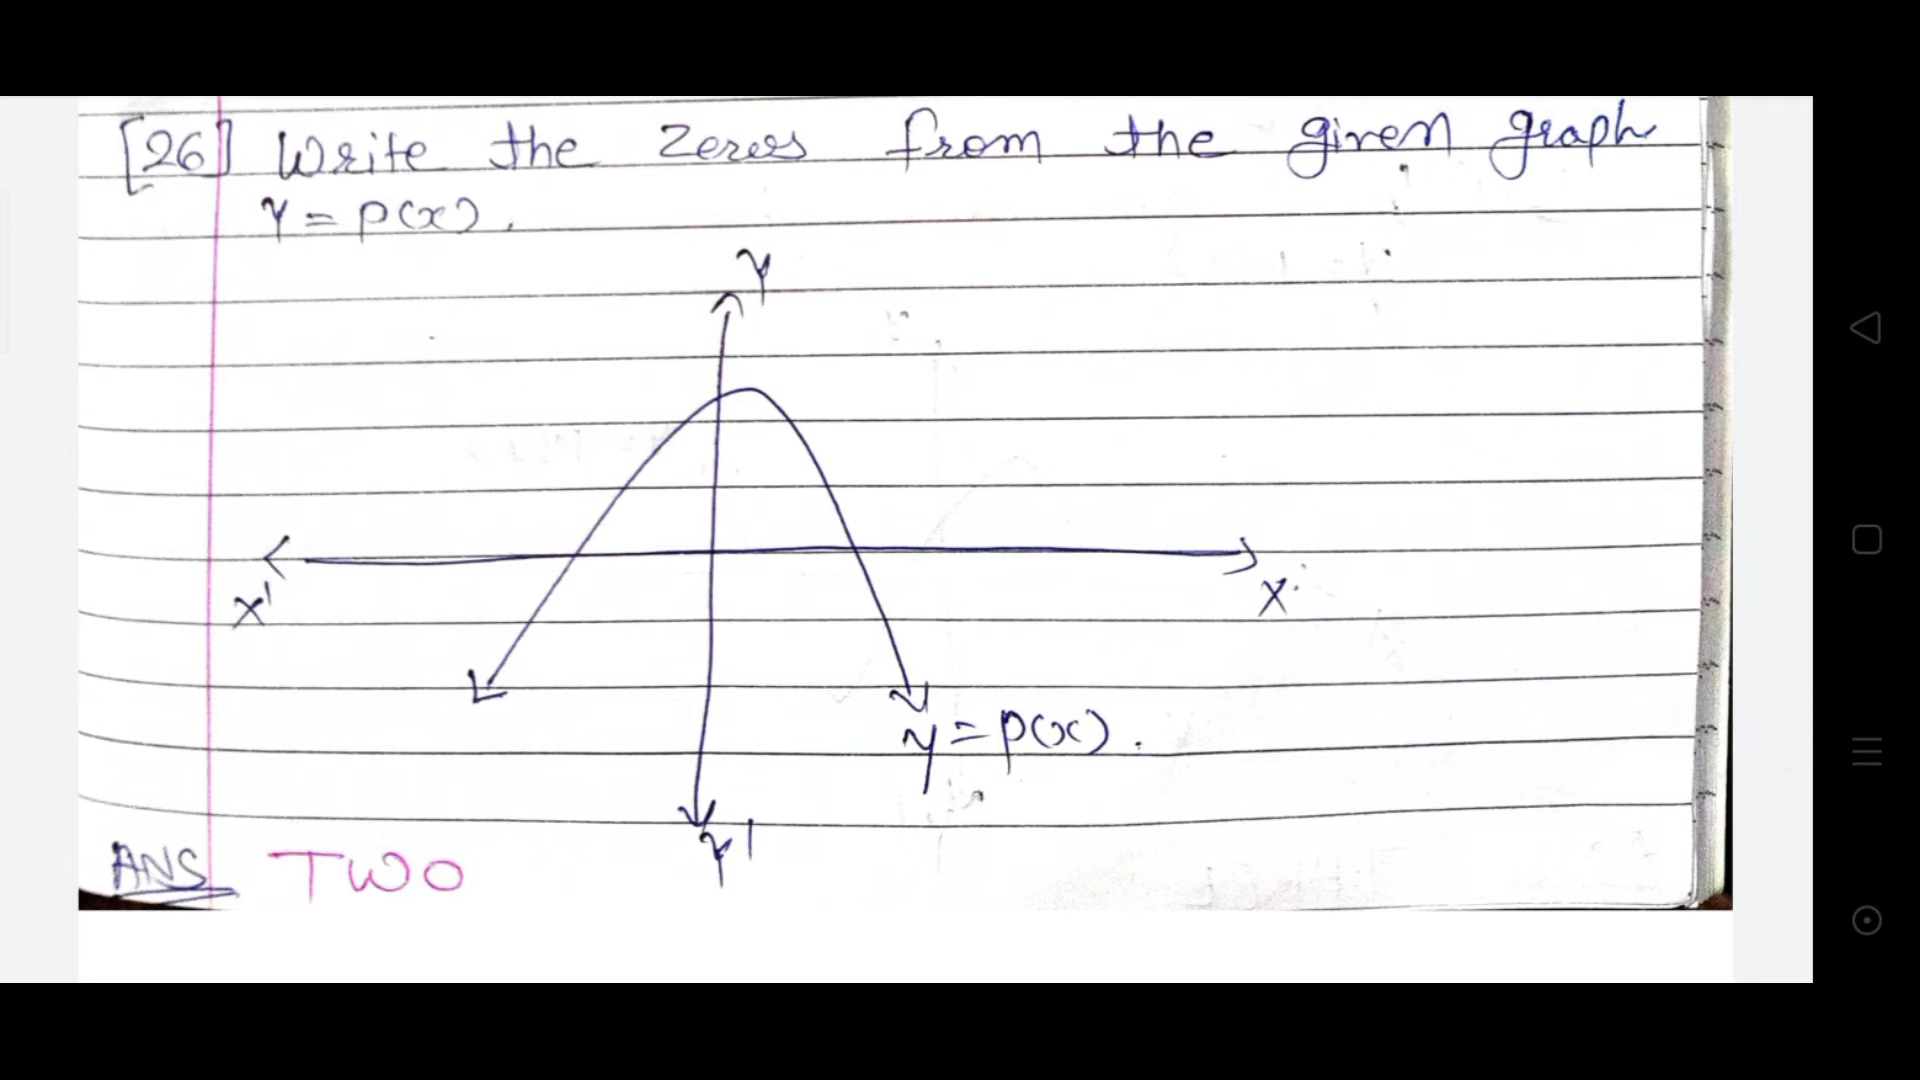 [26] Write the zeroes from the given graph
Y = p(x).
Y
X'
X
y = p(x).
Y'
ANS TWO